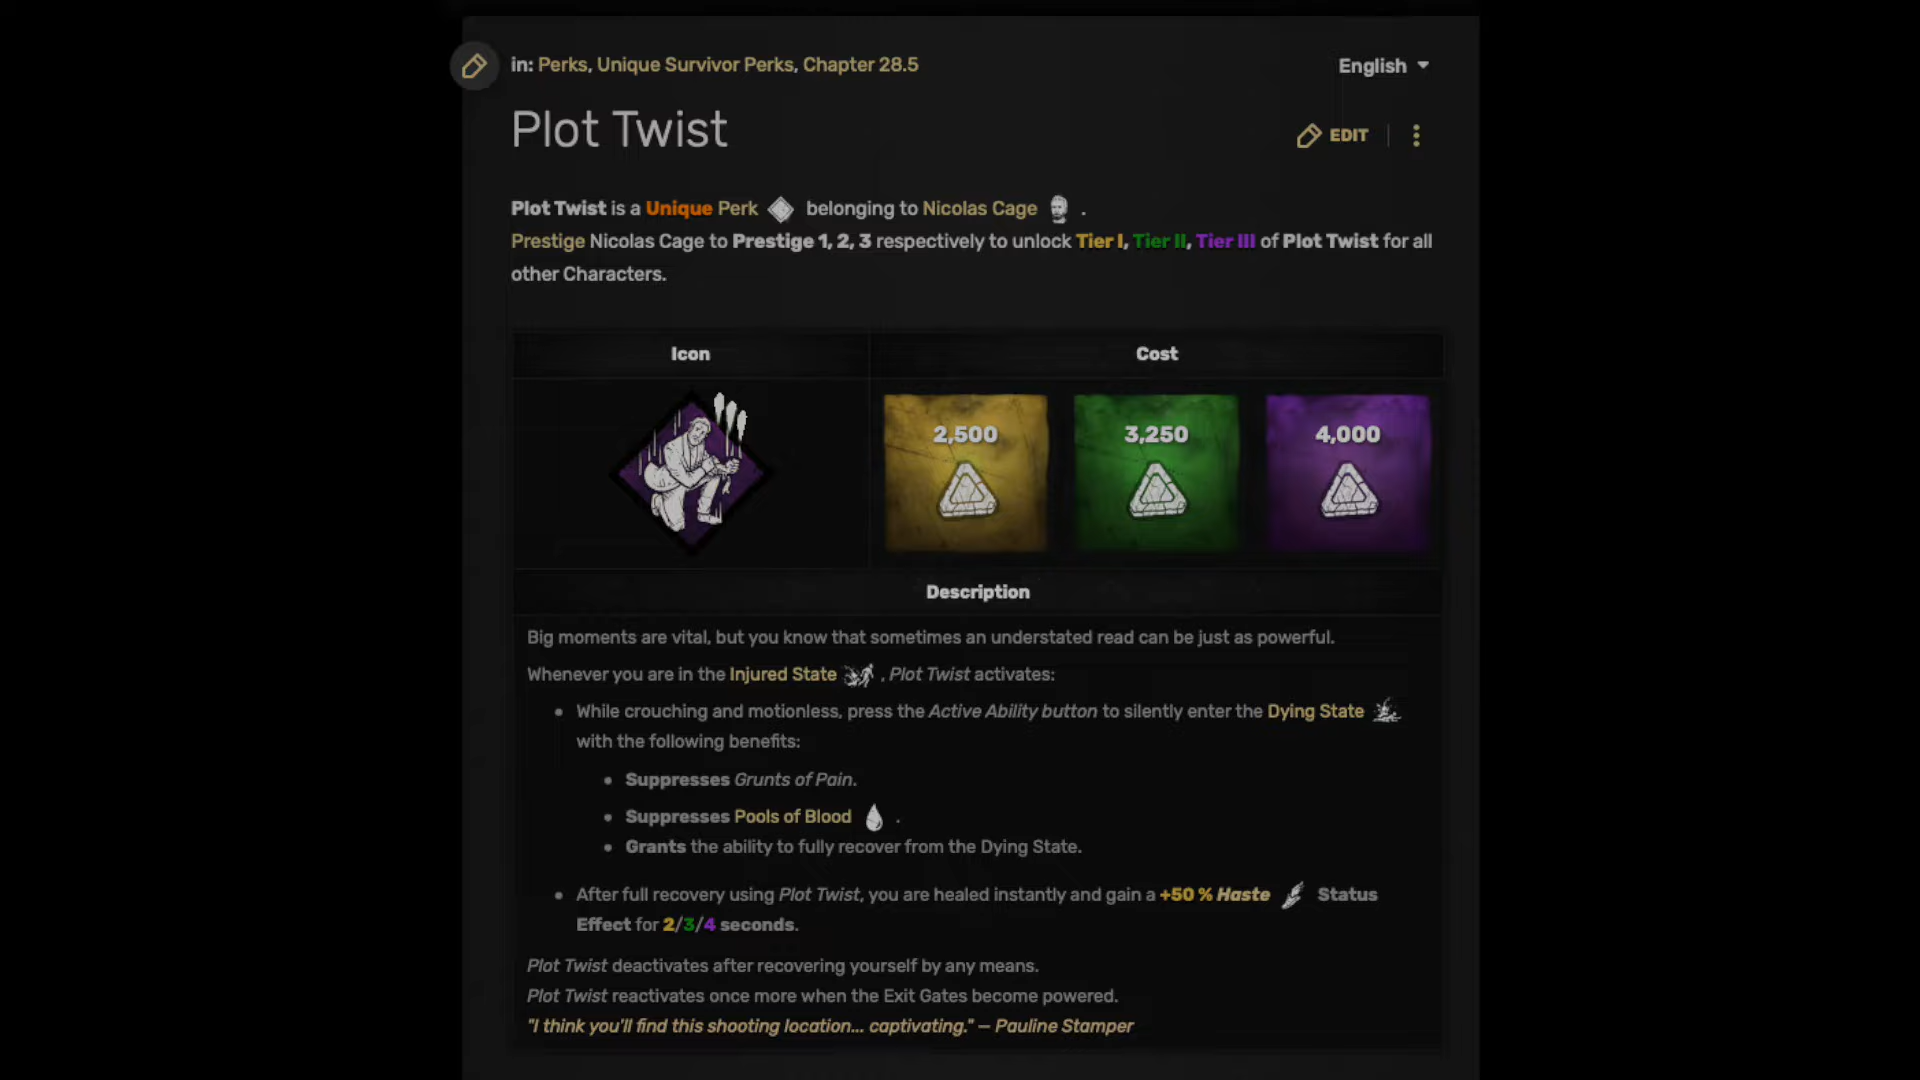 in: Perks, Unique Survivor Perks, Chapter 28.5
English
Plot Twist
EDIT
Plot Twist is a Unique Perk belonging to Nicolas Cage .
Prestige Nicolas Cage to Prestige 1, 2, 3 respectively to unlock Tier I, Tier II, Tier III of Plot Twist for all
other Characters.
Icon
Cost
2,500
3,250
4,000
Description
Big moments are vital, but you know that sometimes an understated read can be just as powerful.
Whenever you are in the Injured State , Plot Twist activates:
• While crouching and motionless, press the Active Ability button to silently enter the Dying State
with the following benefits:
• Suppresses Grunts of Pain.
• Suppresses Pools of Blood .
• Grants the ability to fully recover from the Dying State.
• After full recovery using Plot Twist, you are healed instantly and gain a +50 % Haste Status
Effect for 2/3/4 seconds.
Plot Twist deactivates after recovering yourself by any means.
Plot Twist reactivates once more when the Exit Gates become powered.
"I think you'll find this shooting location... captivating." — Pauline Stamper